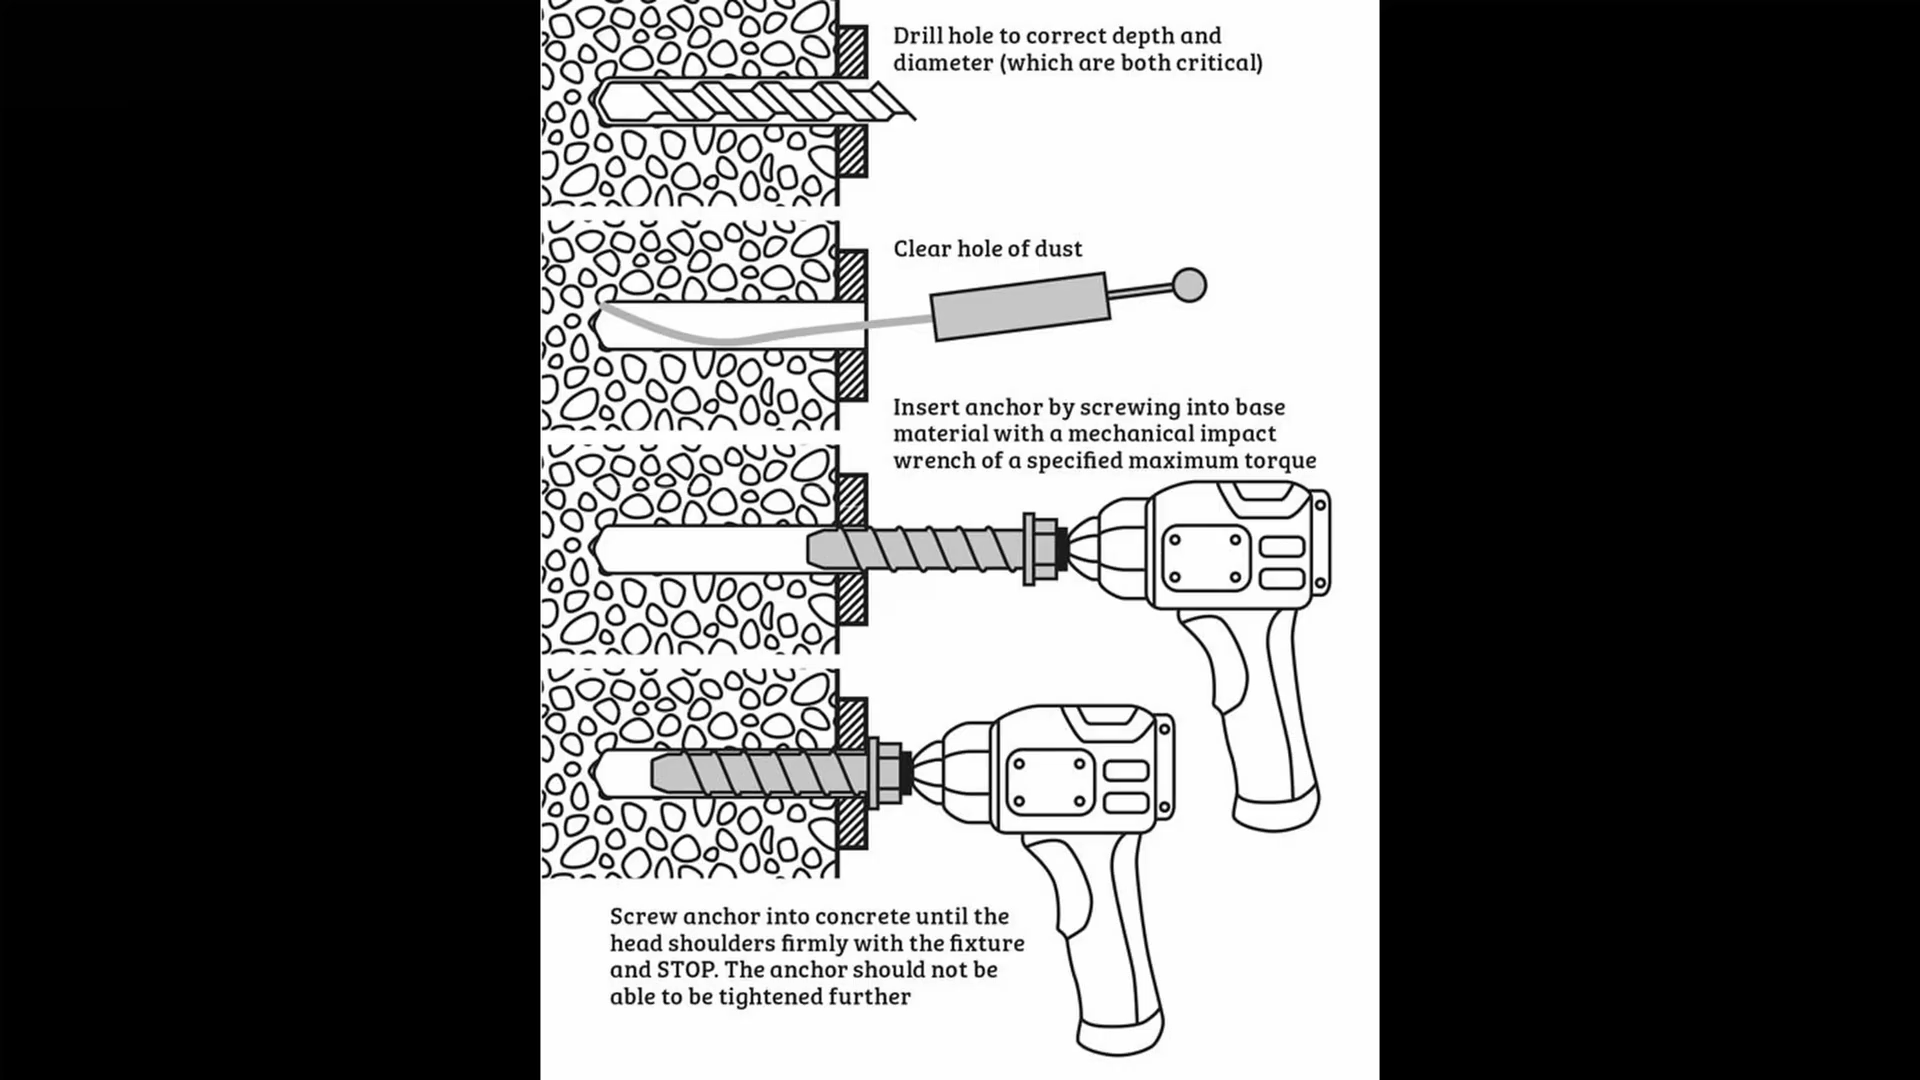 Drill hole to correct depth and
diameter (which are both critical)
Clear hole of dust
Insert anchor by screwing into base
material with a mechanical impact
wrench of a specified maximum torque
Screw anchor into concrete until the
head shoulders firmly with the fixture
and STOP. The anchor should not be
able to be tightened further